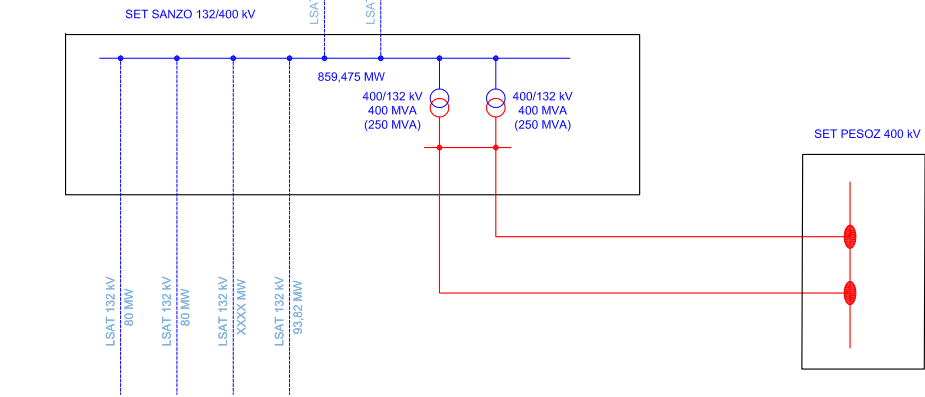 LSA
LSA
SET SANZO 132/400 kV
859,475 MW
400/132 kV
400 MVA
(250 MVA)
400/132 kV
400 MVA
(250 MVA)
SET PESOZ 400 kV
LSAT 132 kV
80 MW
LSAT 132 kV
80 MW
LSAT 132 kV
XXXX MW
LSAT 132 kV
93,82 MW